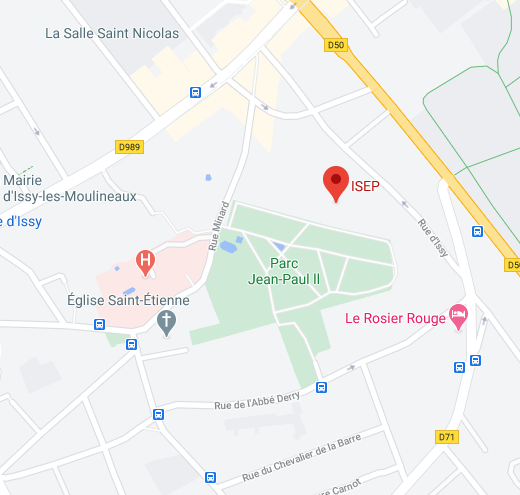 La Salle Saint Nicolas
D50
D989
Mairie
d'Issy-les-Moulineaux
e d'Issy
ISEP
Rue Minard
Rue d'Issy
D50
H
Parc
Jean-Paul II
Église Saint-Étienne
Le Rosier Rouge
Rue de l'Abbé Derry
D71
Rue du Chevalier de la Barre
re Carnot